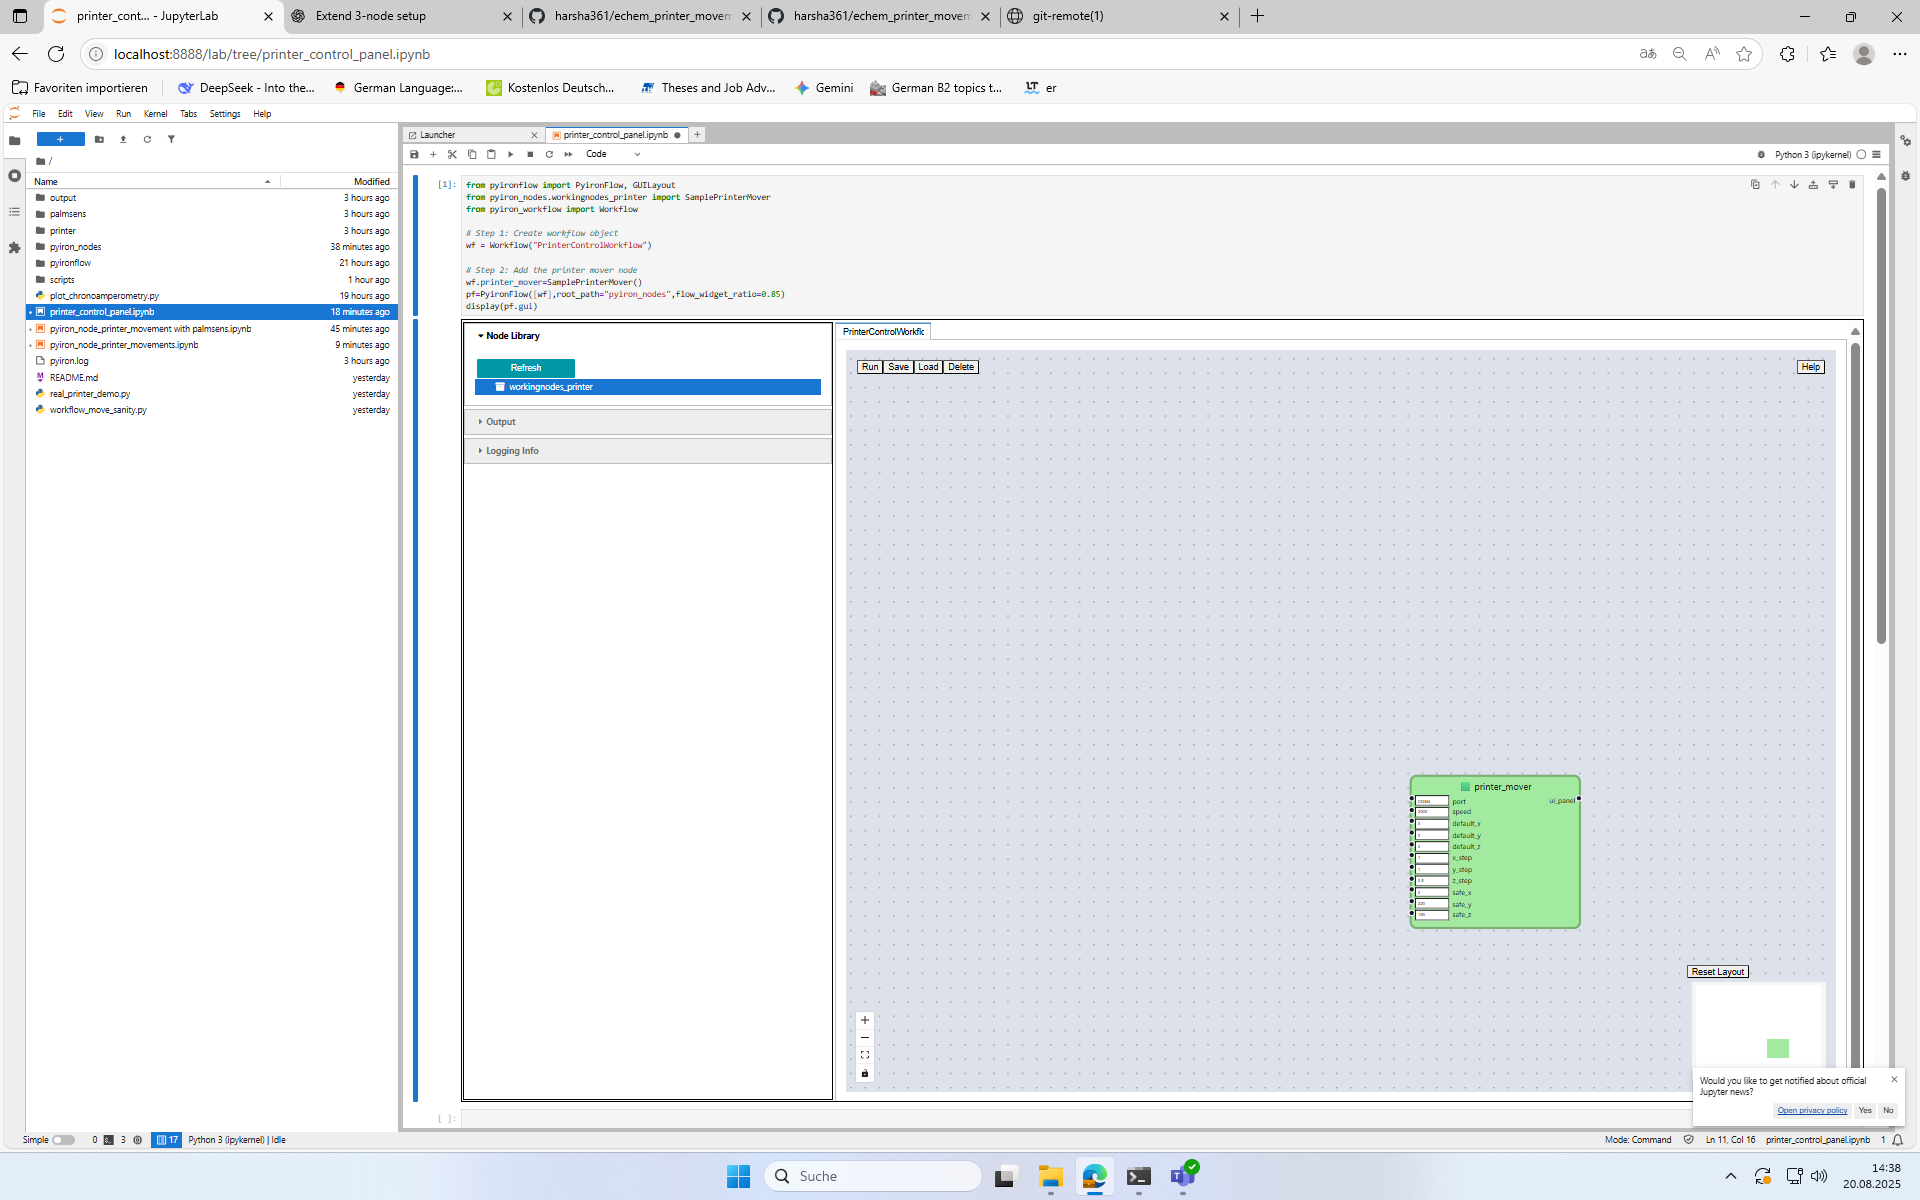 printer_cont... - JupyterLab
Extend 3-node setup
harsha361/echem_printer_movem
harsha361/echem_printer_movem
git-remote(1)
localhost:8888/lab/tree/printer_control_panel.ipynb
Favoriten importieren
DeepSeek - Into the...
German Language:...
Kostenlos Deutsch...
Theses and Job Adv...
Gemini
German B2 topics t...
er
File Edit View Run Kernel Tabs Settings Help
Launcher
printer_control_panel.ipynb
Code
Python 3 (ipykernel)
/
Name Modified
output 3 hours ago
palmsens 3 hours ago
printer 3 hours ago
pyiron_nodes 38 minutes ago
pyironflow 21 hours ago
scripts 1 hour ago
plot_chronoamperometry.py 19 hours ago
printer_control_panel.ipynb 18 minutes ago
pyiron_node_printer_movement with palmsens.ipynb 45 minutes ago
pyiron_node_printer_movements.ipynb 9 minutes ago
pyiron.log 3 hours ago
README.md yesterday
real_printer_demo.py yesterday
workflow_move_sanity.py yesterday
[1]:
from pyironflow import PyironFlow, GUILayout
from pyiron_nodes.workingnodes_printer import SamplePrinterMover
from pyiron_workflow import Workflow
# Step 1: Create workflow object
wf = Workflow("PrinterControlWorkflow")
# Step 2: Add the printer mover node
wf.printer_mover=SamplePrinterMover()
pf=PyironFlow([wf],root_path="pyiron_nodes",flow_widget_ratio=0.85)
display(pf.gui)
Node Library
Refresh
workingnodes_printer
Output
Logging Info
PrinterControlWorkflc
Run Save Load Delete
Help
printer_mover
port ui_panel
speed
default_x
default_y
default_z
x_step
y_step
z_step
safe_x
safe_y
safe_z
Reset Layout
Would you like to get notified about official
Jupyter news?
Open privacy policy Yes No
[ ]:
Simple 0 3 17 Python 3 (ipykernel) | Idle
Mode: Command Ln 11, Col 16 printer_control_panel.ipynb 1
Suche
14:38
20.08.2025